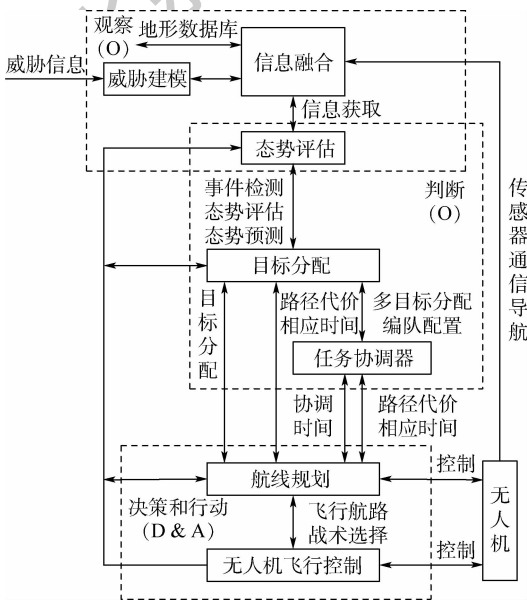 观察
(O)
地形数据库
威胁信息
威胁建模
信息融合
信息获取
态势评估
事件检测
态势评估
态势预测
判断
(O)
传感器通信导航
目标分配
目标分配
路径代价
相应时间
多目标分配
编队配置
任务协调器
协调
时间
路径代价
相应时间
航线规划
控制
决策和行动
(D & A)
飞行航路
战术选择
无人机
无人机飞行控制
控制